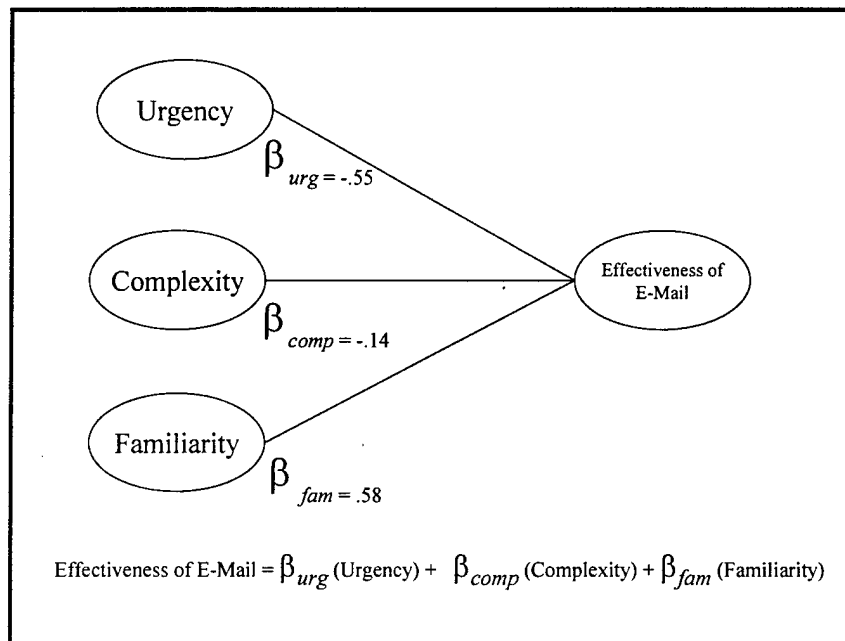 Urgency
β urg = -.55
Effectiveness of
E-Mail
Complexity
β comp = -.14
Familiarity
β fam = .58
Effectiveness of E-Mail = β urg (Urgency) + β comp (Complexity) + β fam (Familiarity)